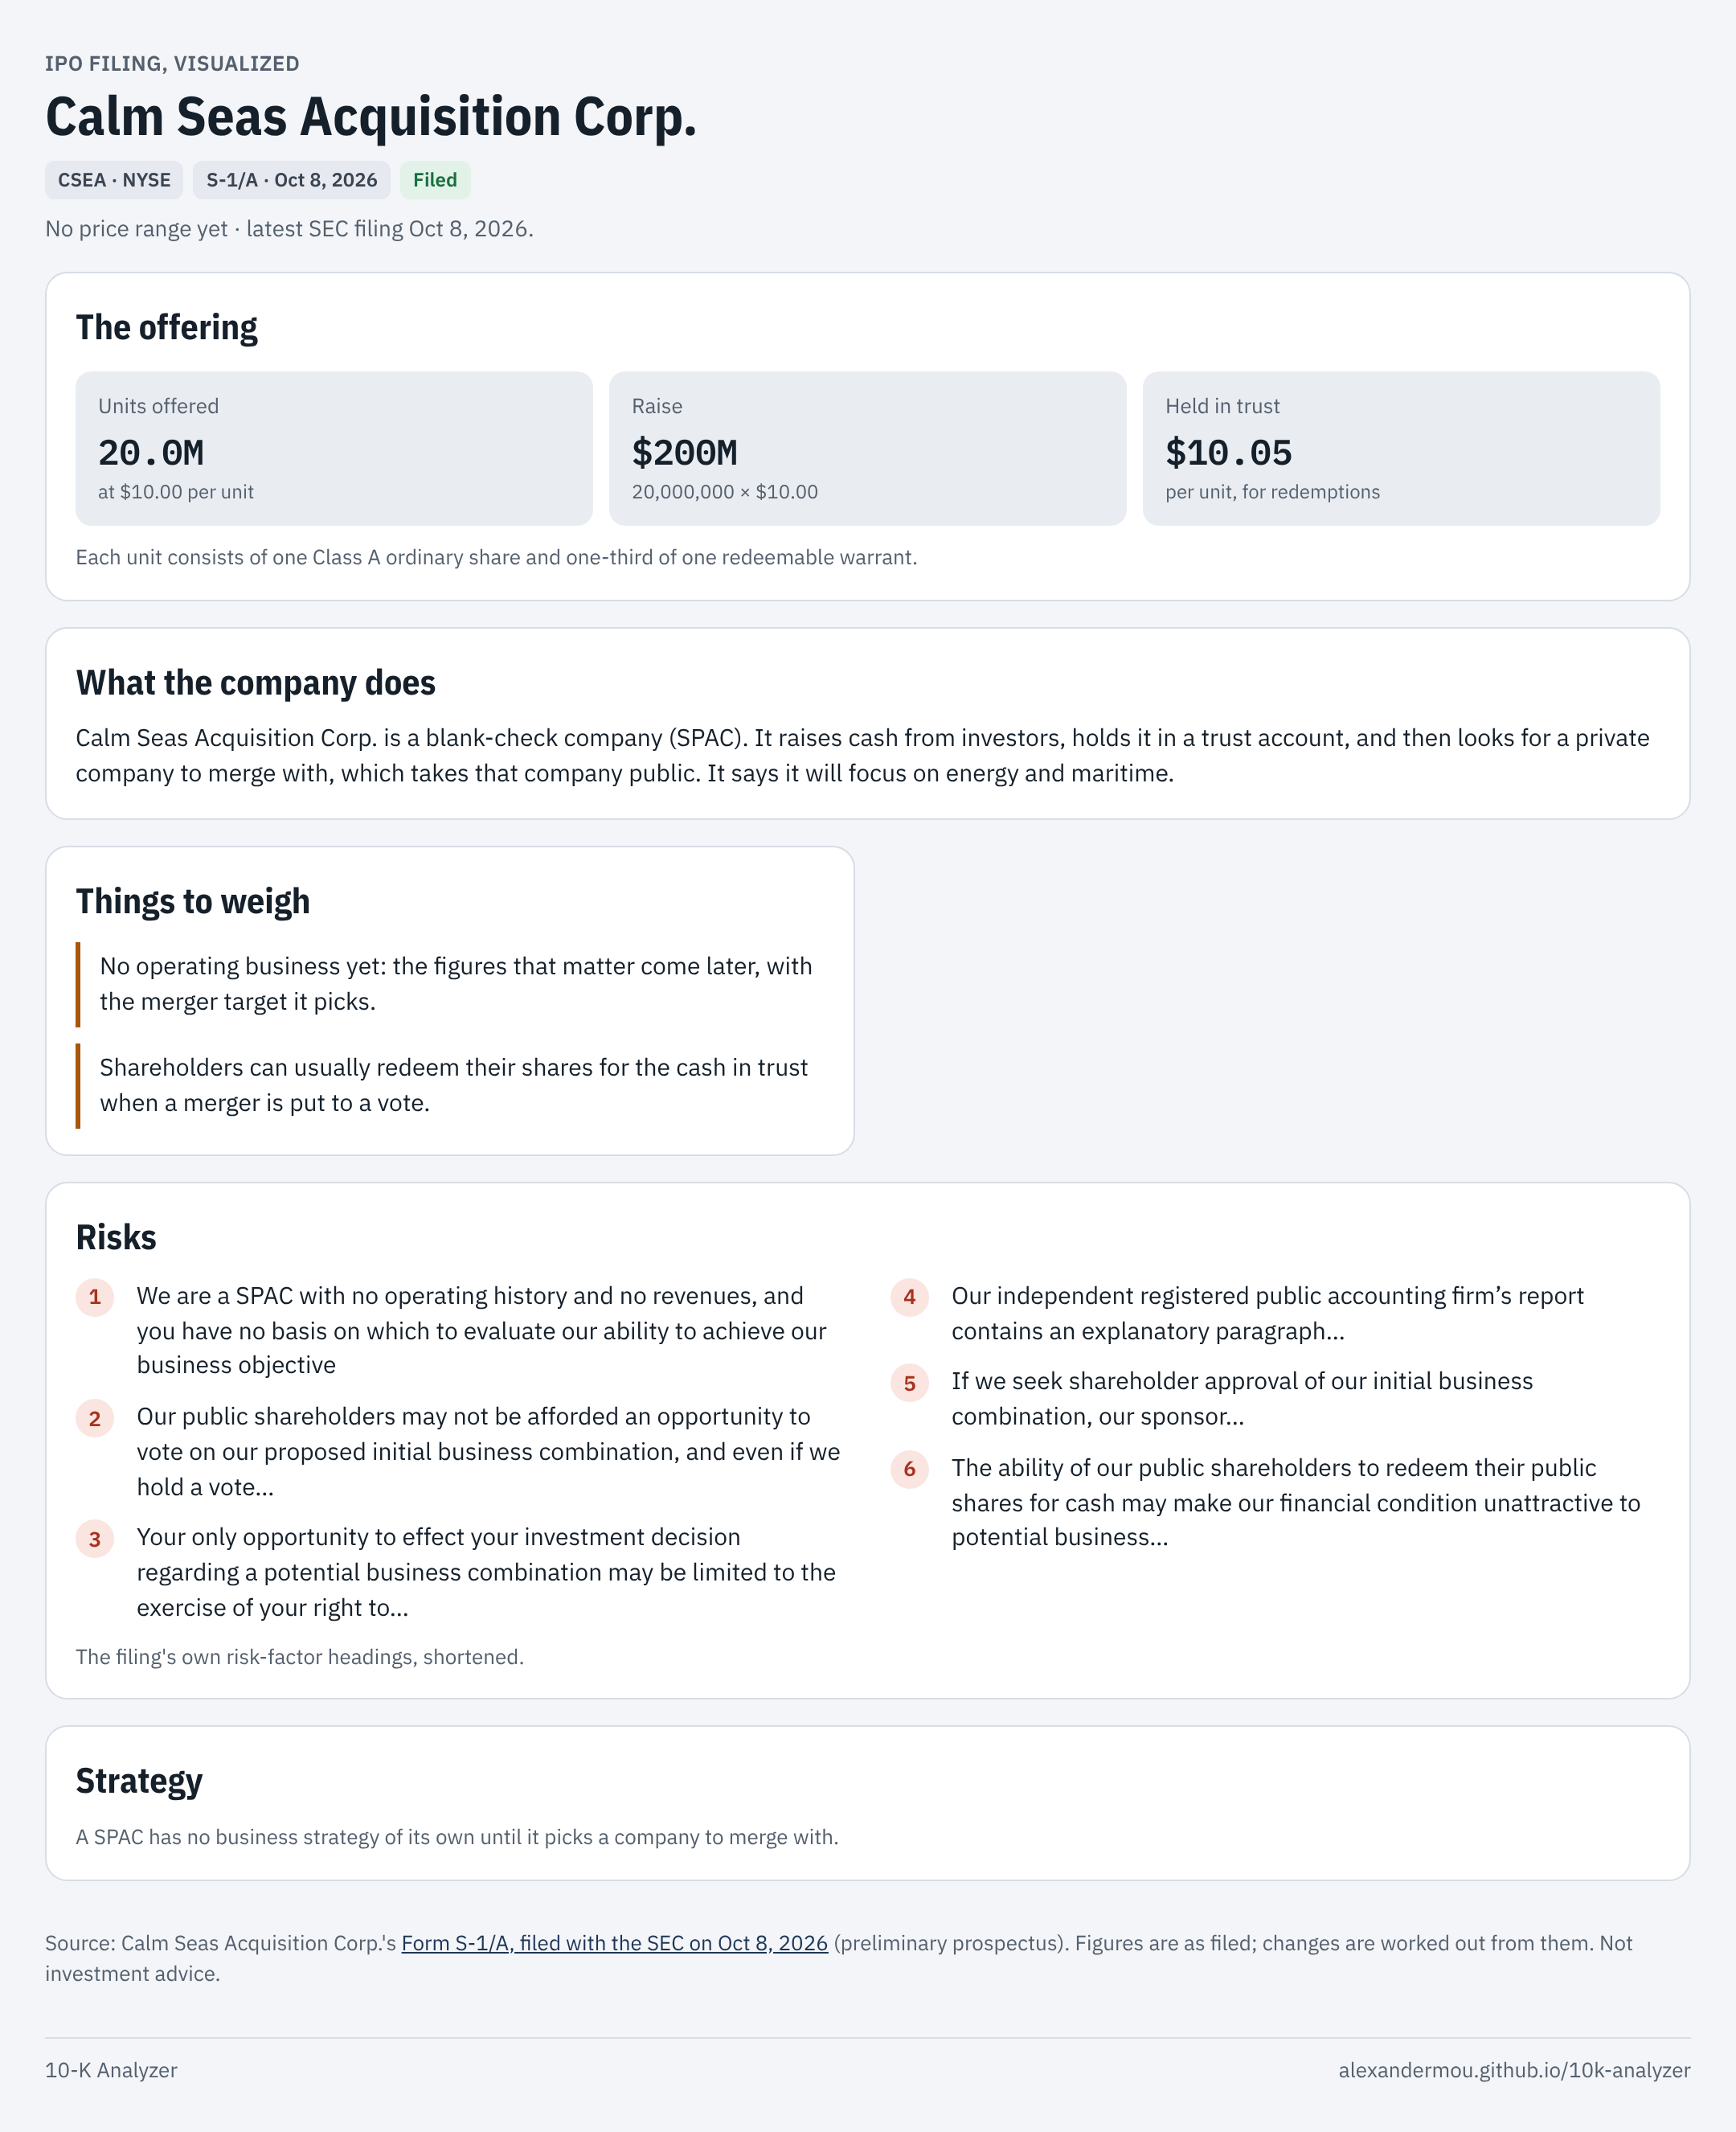 IPO FILING, VISUALIZED
Calm Seas Acquisition Corp.
CSEA · NYSE
S-1/A · Oct 8, 2026
Filed
No price range yet · latest SEC filing Oct 8, 2026.
The offering
Units offered
20.0M
at $10.00 per unit
Raise
$200M
20,000,000 × $10.00
Held in trust
$10.05
per unit, for redemptions
Each unit consists of one Class A ordinary share and one-third of one redeemable warrant.
What the company does
Calm Seas Acquisition Corp. is a blank-check company (SPAC). It raises cash from investors, holds it in a trust account, and then looks for a private
company to merge with, which takes that company public. It says it will focus on energy and maritime.
Things to weigh
No operating business yet: the figures that matter come later, with
the merger target it picks.
Shareholders can usually redeem their shares for the cash in trust
when a merger is put to a vote.
Risks
1 We are a SPAC with no operating history and no revenues, and
you have no basis on which to evaluate our ability to achieve our
business objective
2 Our public shareholders may not be afforded an opportunity to
vote on our proposed initial business combination, and even if we
hold a vote…
3 Your only opportunity to effect your investment decision
regarding a potential business combination may be limited to the
exercise of your right to…
4 Our independent registered public accounting firm’s report
contains an explanatory paragraph…
5 If we seek shareholder approval of our initial business
combination, our sponsor…
6 The ability of our public shareholders to redeem their public
shares for cash may make our financial condition unattractive to
potential business…
The filing's own risk-factor headings, shortened.
Strategy
A SPAC has no business strategy of its own until it picks a company to merge with.
Source: Calm Seas Acquisition Corp.'s Form S-1/A, filed with the SEC on Oct 8, 2026 (preliminary prospectus). Figures are as filed; changes are worked out from them. Not
investment advice.
10-K Analyzer
alexandermou.github.io/10k-analyzer